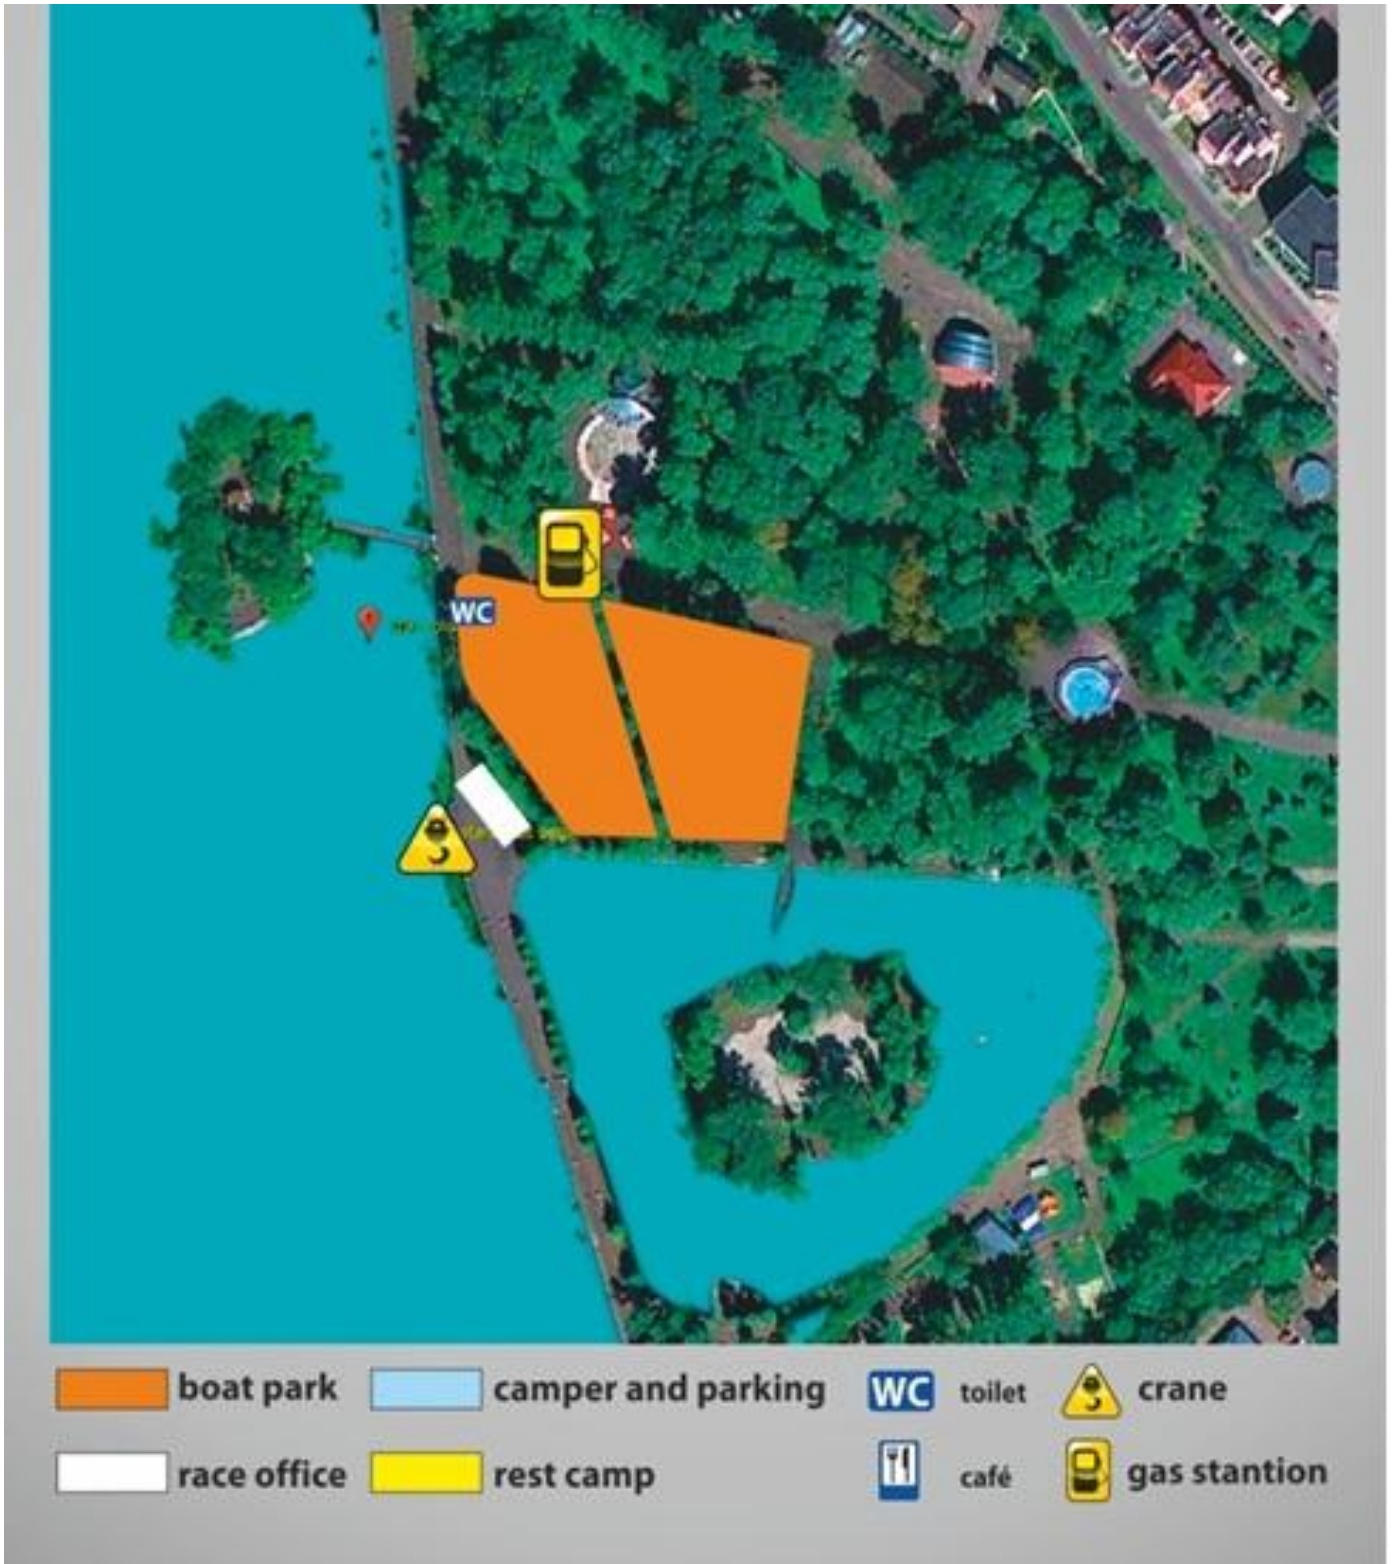 WC
boat park
camper and parking
WC toilet
crane
race office
rest camp
café
gas stantion